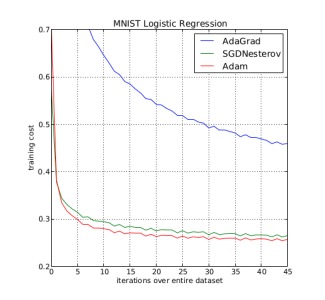 MNIST Logistic Regression
AdaGrad
SGDNesterov
Adam
training cost
0.7
0.6
0.5
0.4
0.3
0.2
0 5 10 15 20 25 30 35 40 45
iterations over entire dataset